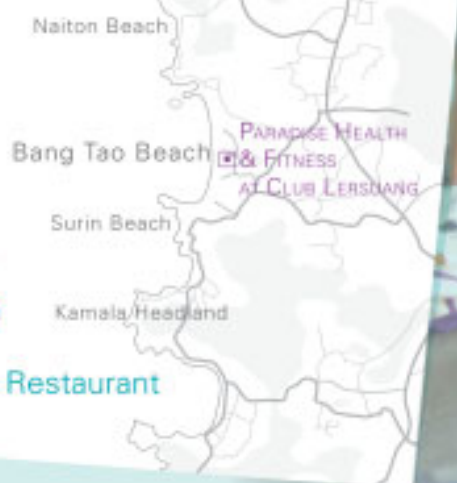 Naiton Beach
PARADISE HEALTH
Bang Tao Beach & FITNESS
AT CLUB LERSUANG
Surin Beach
Kamala Headland
Restaurant